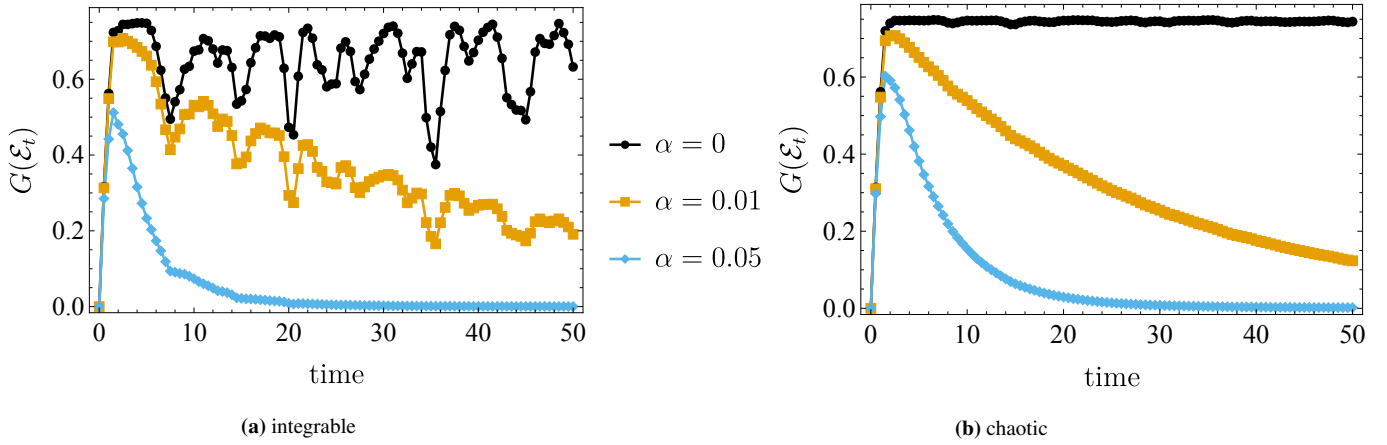 G(ℰ_t)
0.6
0.4
0.2
0.0
0 10 20 30 40 50
time
(a) integrable
α = 0
α = 0.01
α = 0.05
G(ℰ_t)
0.6
0.4
0.2
0.0
0 10 20 30 40 50
time
(b) chaotic